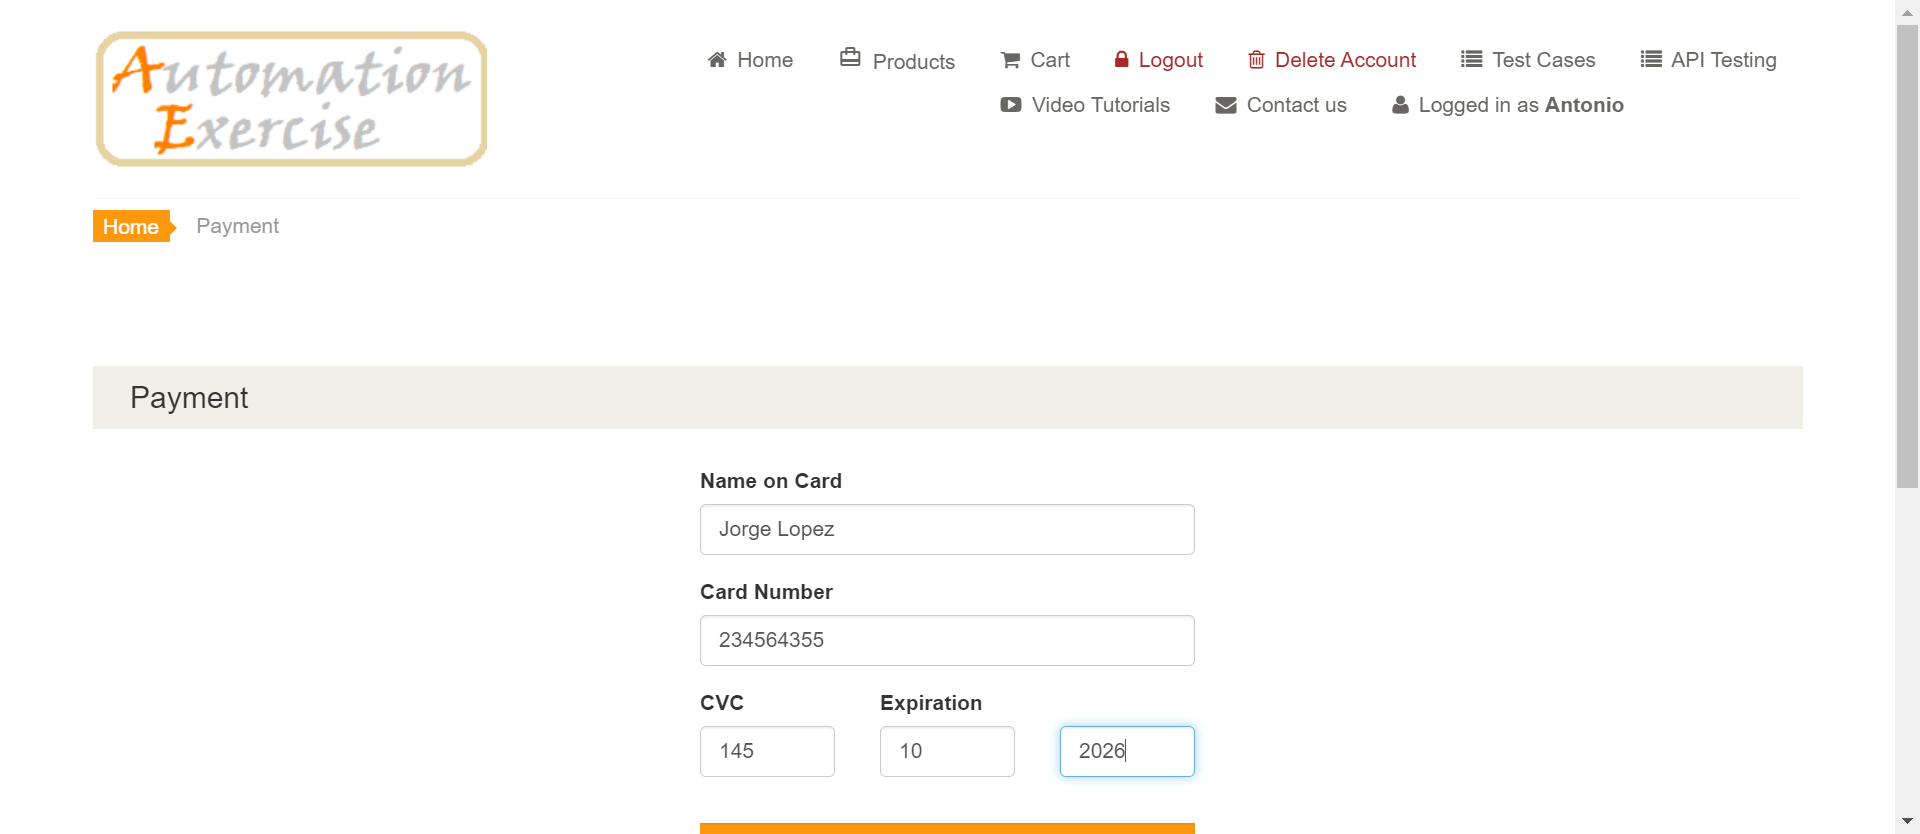 Automation
Exercise
Home Products Cart Logout Delete Account Test Cases API Testing
Video Tutorials Contact us Logged in as Antonio
Home Payment
Payment
Name on Card
Jorge Lopez
Card Number
234564355
CVC Expiration
145 10 2026